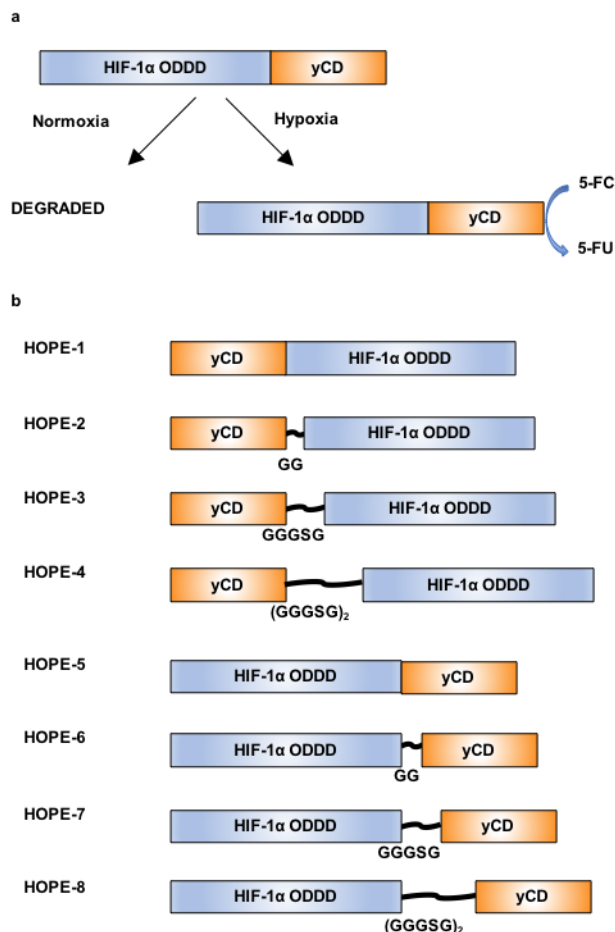 a
HIF-1α ODDD yCD
Normoxia Hypoxia
DEGRADED
5-FC
HIF-1α ODDD yCD
5-FU
b
HOPE-1
yCD HIF-1α ODDD
HOPE-2
yCD HIF-1α ODDD
GG
HOPE-3
yCD HIF-1α ODDD
GGGSG
HOPE-4
yCD HIF-1α ODDD
(GGGSG)₂
HOPE-5
HIF-1α ODDD yCD
HOPE-6
HIF-1α ODDD yCD
GG
HOPE-7
HIF-1α ODDD yCD
GGGSG
HOPE-8
HIF-1α ODDD yCD
(GGGSG)₂